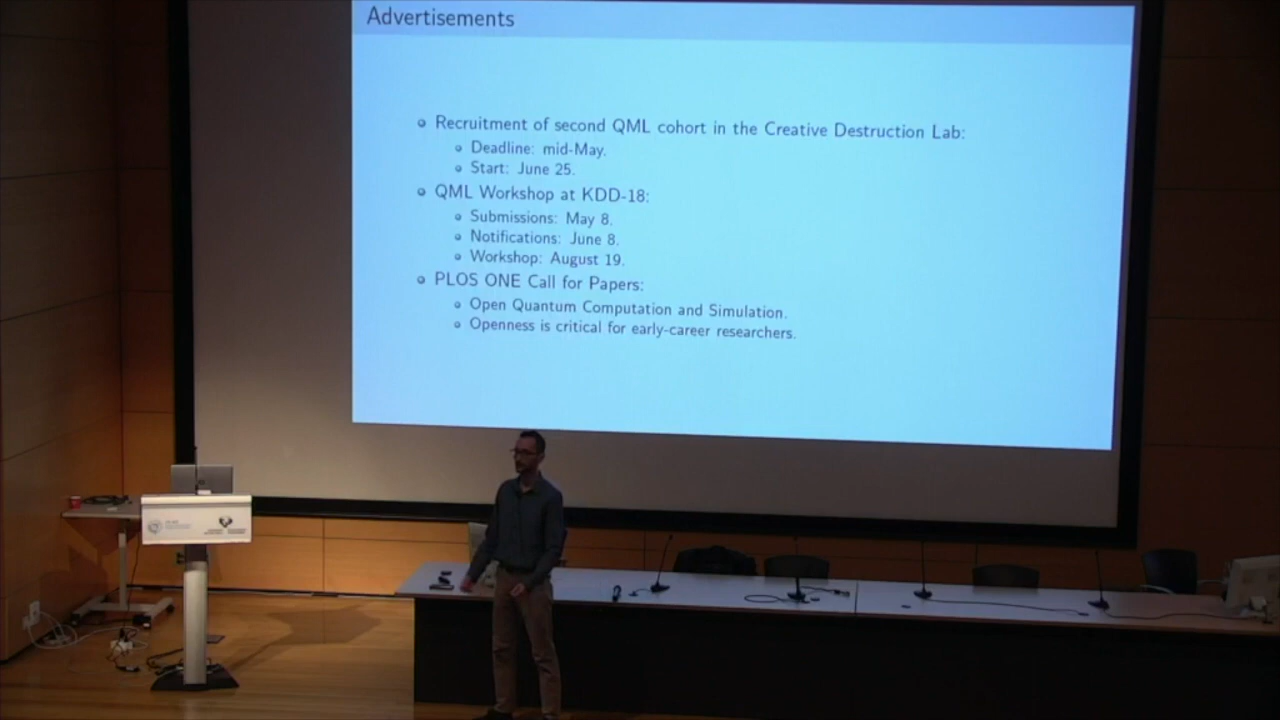 Advertisements
Recruitment of second QML cohort in the Creative Destruction Lab:
Deadline: mid-May.
Start: June 25.
QML Workshop at KDD-18:
Submissions: May 8.
Notifications: June 8.
Workshop: August 19.
PLOS ONE Call for Papers:
Open Quantum Computation and Simulation.
Openness is critical for early-career researchers.